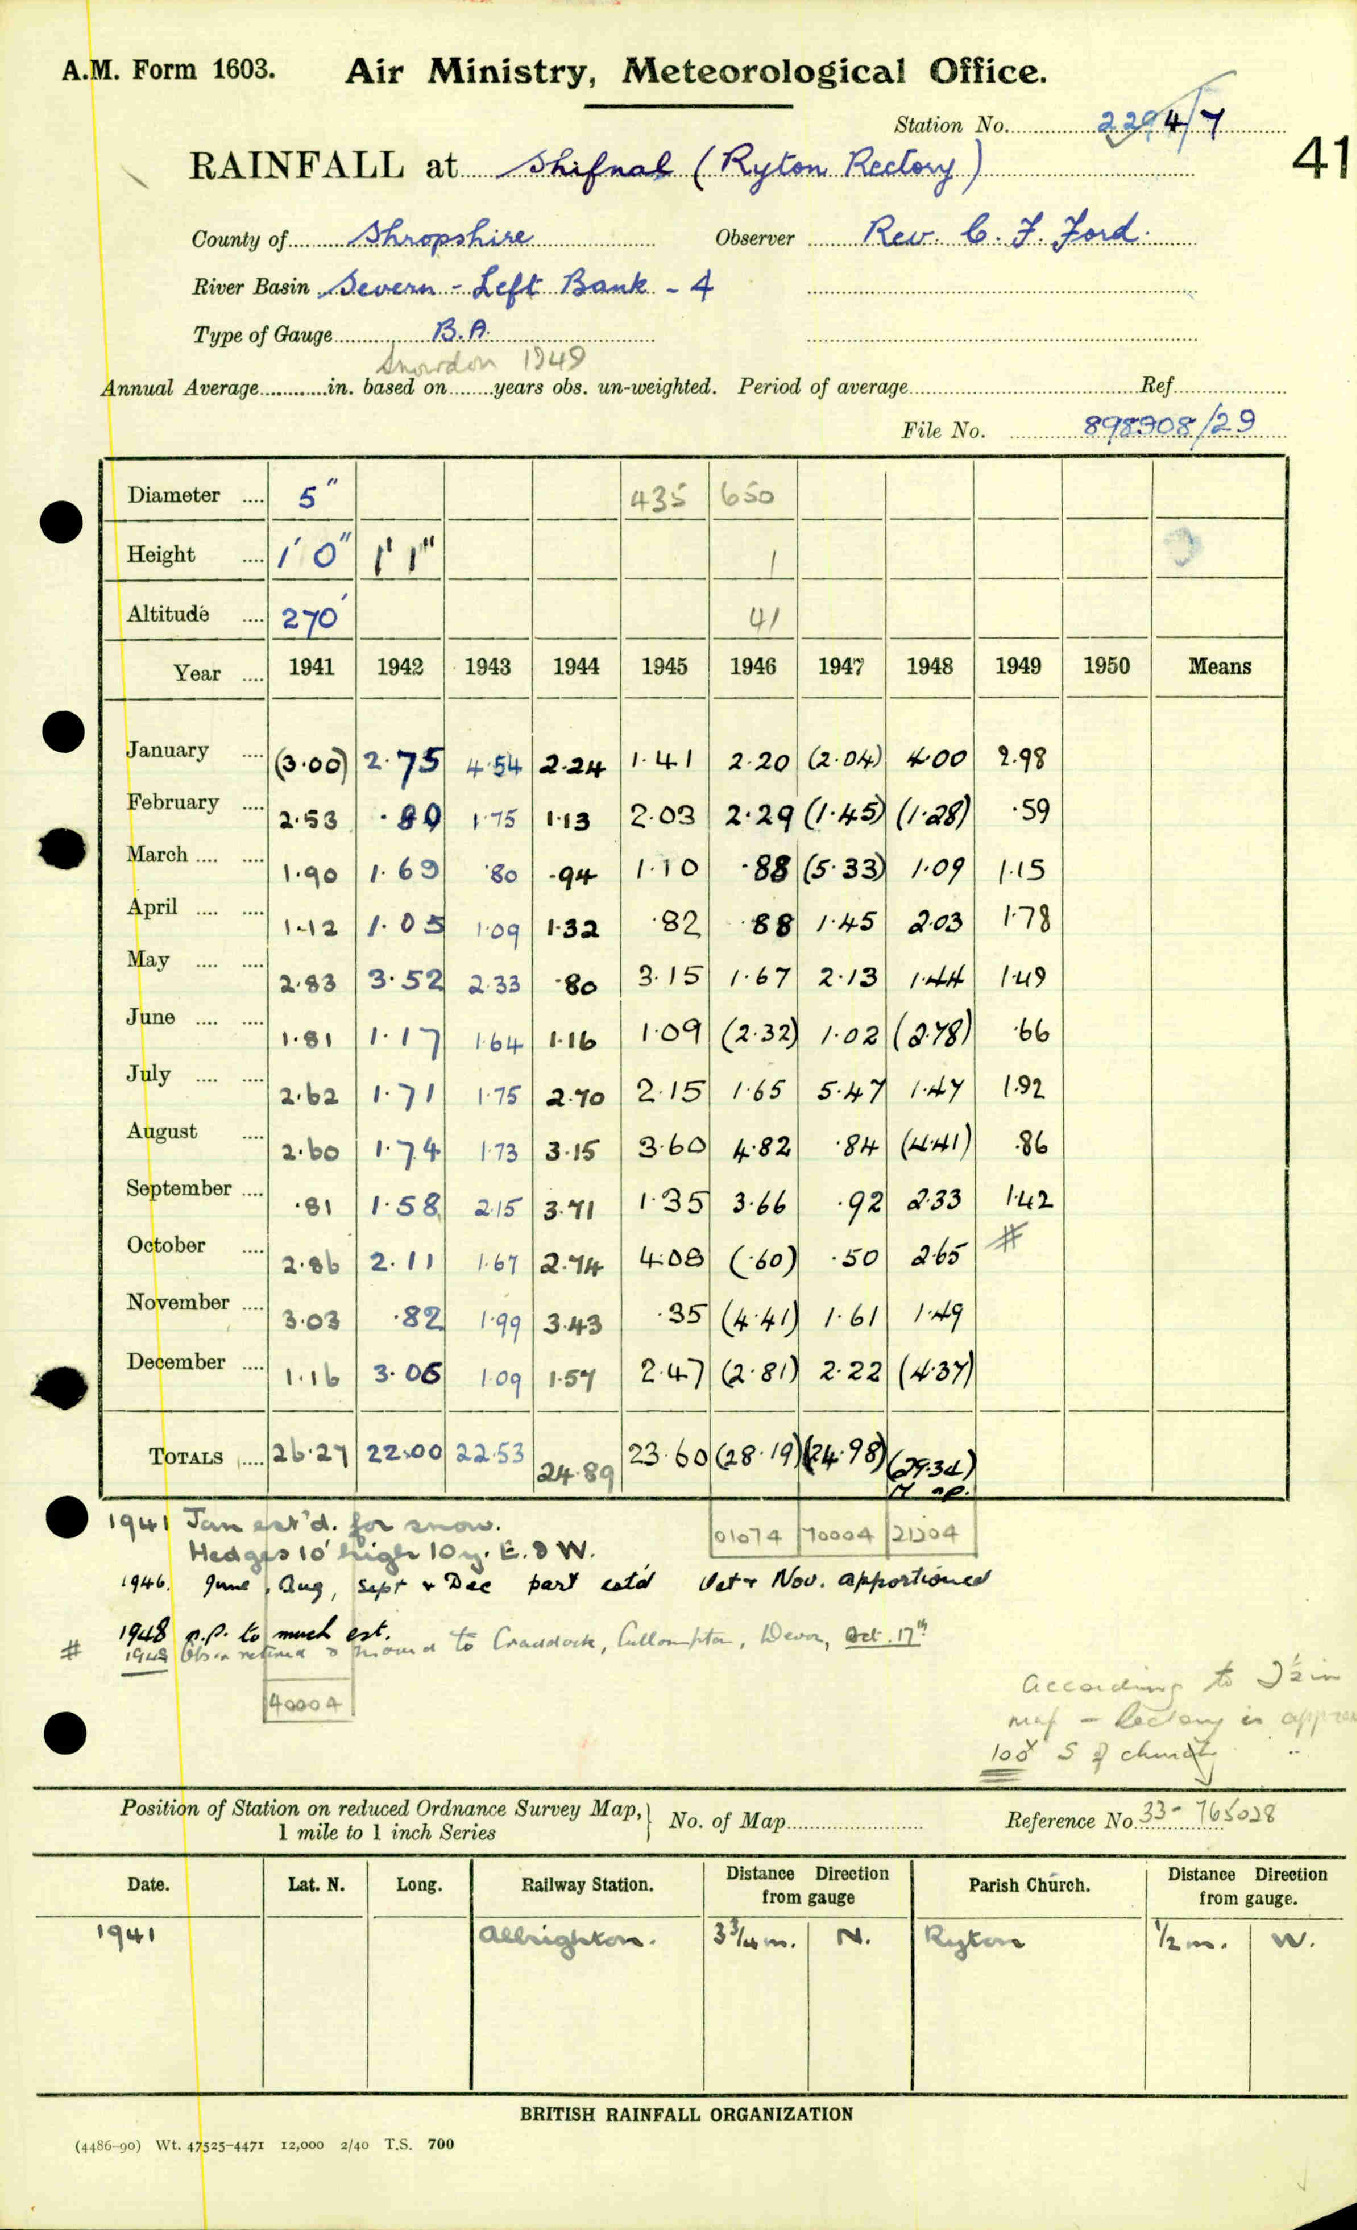 A.M. Form 1603. Air Ministry, Meteorological Office.
Station No. 2294/7
41
RAINFALL at Shifnal (Ryton Rectory)
County of Shropshire Observer Rev. C. F. Ford.
River Basin Severn - Left Bank - 4
Type of Gauge B.A.
Snowdon 1949
Annual Average in. based on years obs. un-weighted. Period of average Ref
File No. 898908/29
Diameter .... 5" 435 650
Height .... 1' 0" 1' 1" 1
Altitude .... 270' 41
Year .... 1941 1942 1943 1944 1945 1946 1947 1948 1949 1950 Means
January .... (3.00) 2.75 4.54 2.24 1.41 2.20 (2.04) 4.00 2.98
February .... 2.53 .80 1.75 1.13 2.03 2.29 (1.45) (1.28) .59
March .... .... 1.90 1.69 .80 .94 1.10 .88 (5.33) 1.09 1.15
April .... .... 1.12 1.05 1.09 1.32 .82 .88 1.45 2.03 1.78
May .... .... 2.83 3.52 2.33 .80 3.15 1.67 2.13 1.44 1.49
June .... .... 1.81 1.17 1.64 1.16 1.09 (2.32) 1.02 (2.78) .66
July .... .... 2.62 1.71 1.75 2.70 2.15 1.65 5.47 1.47 1.92
August .... 2.60 1.74 1.73 3.15 3.60 4.82 .84 (4.41) .86
September .... .81 1.58 2.15 3.71 1.35 3.66 .92 2.33 1.42
October .... 2.86 2.11 1.67 2.74 4.08 (.60) .50 2.65 #
November .... 3.03 .82 1.99 3.43 .35 (4.41) 1.61 1.49
December .... 1.16 3.06 1.09 1.57 2.47 (2.81) 2.22 (4.37)
TOTALS .... 26.27 22.00 22.53 24.89 23.60 (28.19) (24.98) (29.34)
01074 70004 21204
1941 Jan est'd. for snow.
Hedges 10' high 10 y. E. & W.
1946. June, Aug, Sept & Dec part est'd Oct & Nov. apportioned
1948 n.p. to much est.
# 1949 Obsr retired & moved to Craddock, Cullompton, Devon, Oct. 17th
40004
According to 2½ in
map - Rectory is
100x S of church
Position of Station on reduced Ordnance Survey Map, No. of Map Reference No. 33- 765028
1 mile to 1 inch Series
Date. Lat. N. Long. Railway Station. Distance Direction from gauge Parish Church. Distance Direction from gauge.
1941 Albrighton. 3¾ m. N. Ryton ½ m. W.
BRITISH RAINFALL ORGANIZATION
(4486-90) Wt. 47525-4471 12,000 2/40 T.S. 700